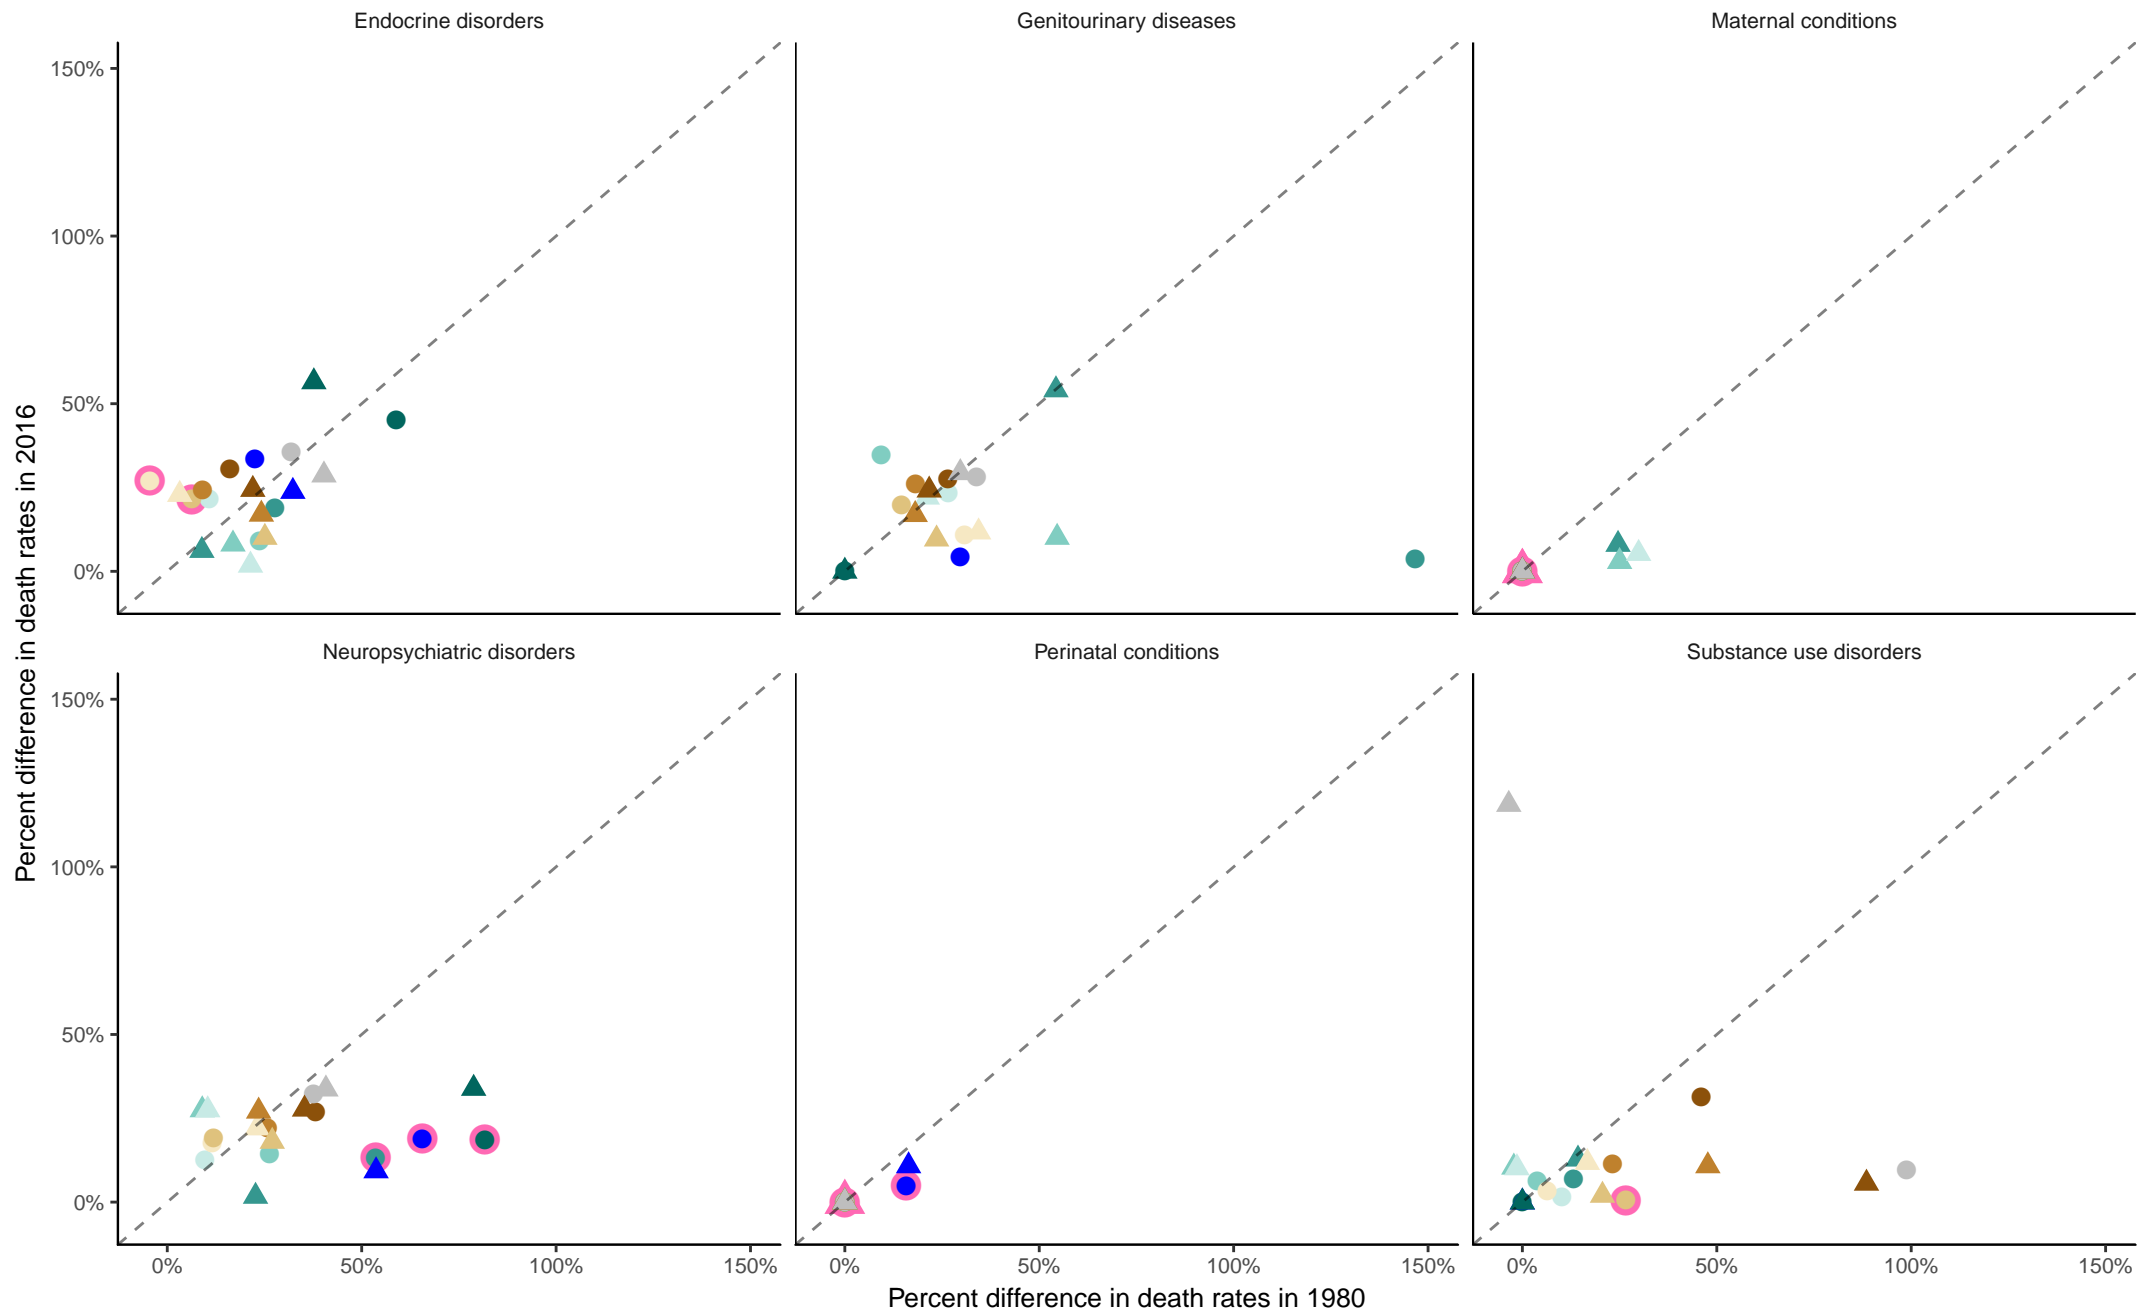 Endocrine disorders
Genitourinary diseases
Maternal conditions
150%
100%
50%
0%
Percent difference in death rates in 2016
Neuropsychiatric disorders
Perinatal conditions
Substance use disorders
150%
100%
50%
0%
0% 50% 100% 150%
0% 50% 100% 150%
0% 50% 100% 150%
Percent difference in death rates in 1980